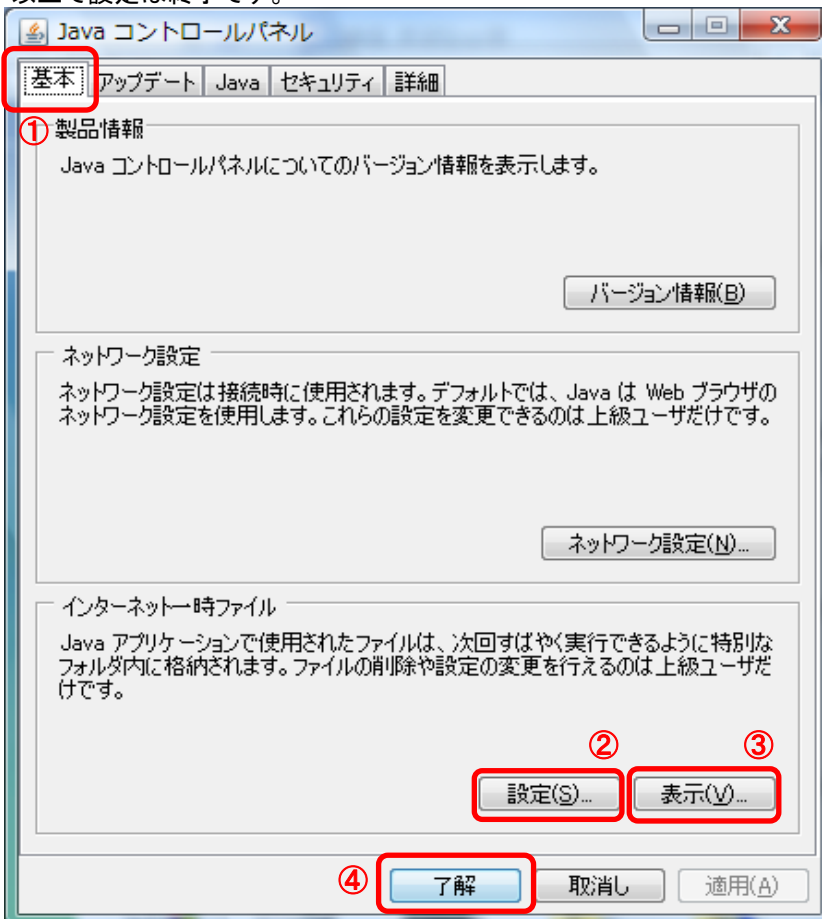 Java コントロールパネル
基本 アップデート Java セキュリティ 詳細
①
製品情報
Java コントロールパネルについてのバージョン情報を表示します。
バージョン情報(B)
ネットワーク設定
ネットワーク設定は接続時に使用されます。デフォルトでは、Java は Web ブラウザの
ネットワーク設定を使用します。これらの設定を変更できるのは上級ユーザだけです。
ネットワーク設定(N)...
インターネット一時ファイル
Java アプリケーションで使用されたファイルは、次回すばやく実行できるように特別な
フォルダ内に格納されます。ファイルの削除や設定の変更を行えるのは上級ユーザだ
けです。
② ③
設定(S)... 表示(V)...
④ 了解 取消し 適用(A)